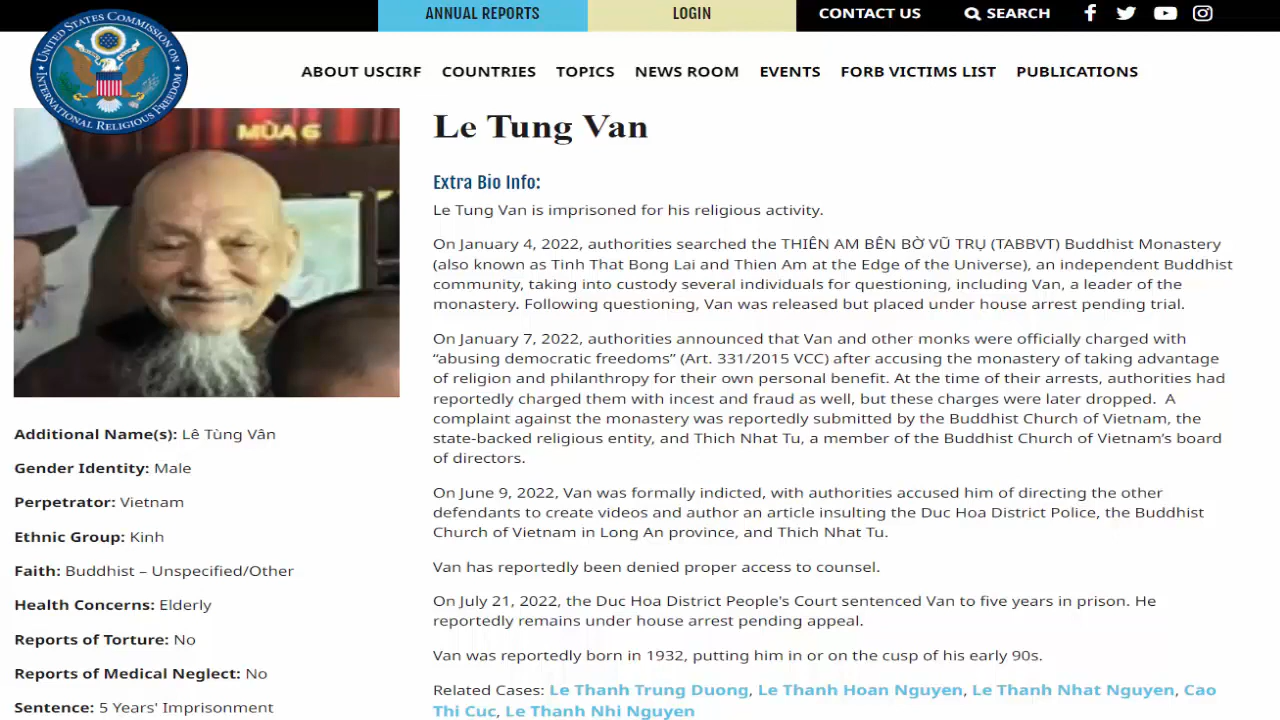 ANNUAL REPORTS
LOGIN
CONTACT US
SEARCH
UNITED STATES COMMISSION ON
INTERNATIONAL RELIGIOUS FREEDOM
ABOUT USCIRF
COUNTRIES
TOPICS
NEWS ROOM
EVENTS
FORB VICTIMS LIST
PUBLICATIONS
MÙA 6
Additional Name(s): Lê Tùng Vân
Gender Identity: Male
Perpetrator: Vietnam
Ethnic Group: Kinh
Faith: Buddhist – Unspecified/Other
Health Concerns: Elderly
Reports of Torture: No
Reports of Medical Neglect: No
Sentence: 5 Years' Imprisonment
Le Tung Van
Extra Bio Info:
Le Tung Van is imprisoned for his religious activity.
On January 4, 2022, authorities searched the THIÊN AM BÊN BỜ VŨ TRỤ (TABBVT) Buddhist Monastery
(also known as Tinh That Bong Lai and Thien Am at the Edge of the Universe), an independent Buddhist
community, taking into custody several individuals for questioning, including Van, a leader of the
monastery. Following questioning, Van was released but placed under house arrest pending trial.
On January 7, 2022, authorities announced that Van and other monks were officially charged with
“abusing democratic freedoms” (Art. 331/2015 VCC) after accusing the monastery of taking advantage
of religion and philanthropy for their own personal benefit. At the time of their arrests, authorities had
reportedly charged them with incest and fraud as well, but these charges were later dropped. A
complaint against the monastery was reportedly submitted by the Buddhist Church of Vietnam, the
state-backed religious entity, and Thich Nhat Tu, a member of the Buddhist Church of Vietnam’s board
of directors.
On June 9, 2022, Van was formally indicted, with authorities accused him of directing the other
defendants to create videos and author an article insulting the Duc Hoa District Police, the Buddhist
Church of Vietnam in Long An province, and Thich Nhat Tu.
Van has reportedly been denied proper access to counsel.
On July 21, 2022, the Duc Hoa District People's Court sentenced Van to five years in prison. He
reportedly remains under house arrest pending appeal.
Van was reportedly born in 1932, putting him in or on the cusp of his early 90s.
Related Cases: Le Thanh Trung Duong, Le Thanh Hoan Nguyen, Le Thanh Nhat Nguyen, Cao
Thi Cuc, Le Thanh Nhi Nguyen